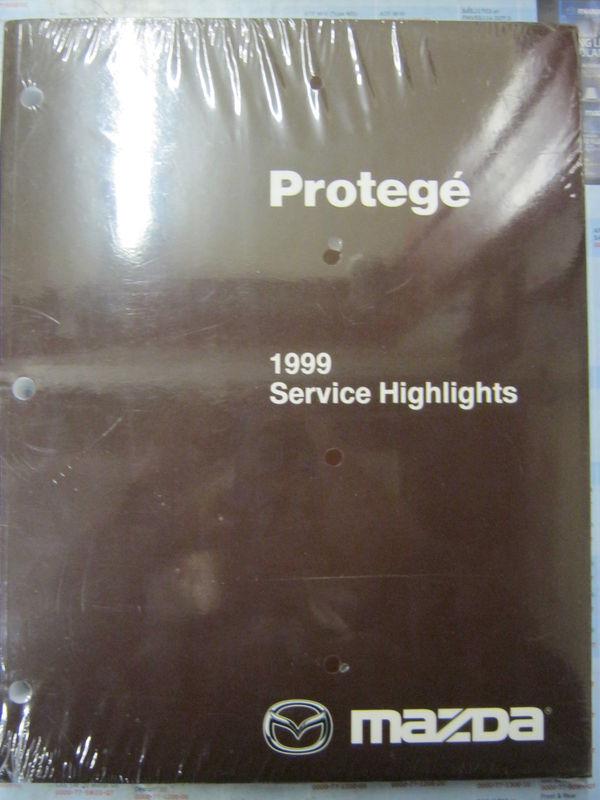 Protegé
1999
Service Highlights
mazda